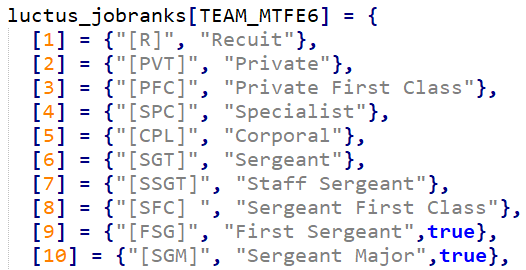 luctus_jobranks[TEAM_MTFE6] = {
[1] = {"[R]", "Recuit"},
[2] = {"[PVT]", "Private"},
[3] = {"[PFC]", "Private First Class"},
[4] = {"[SPC]", "Specialist"},
[5] = {"[CPL]", "Corporal"},
[6] = {"[SGT]", "Sergeant"},
[7] = {"[SSGT]", "Staff Sergeant"},
[8] = {"[SFC] ", "Sergeant First Class"},
[9] = {"[FSG]", "First Sergeant",true},
[10] = {"[SGM]", "Sergeant Major",true},